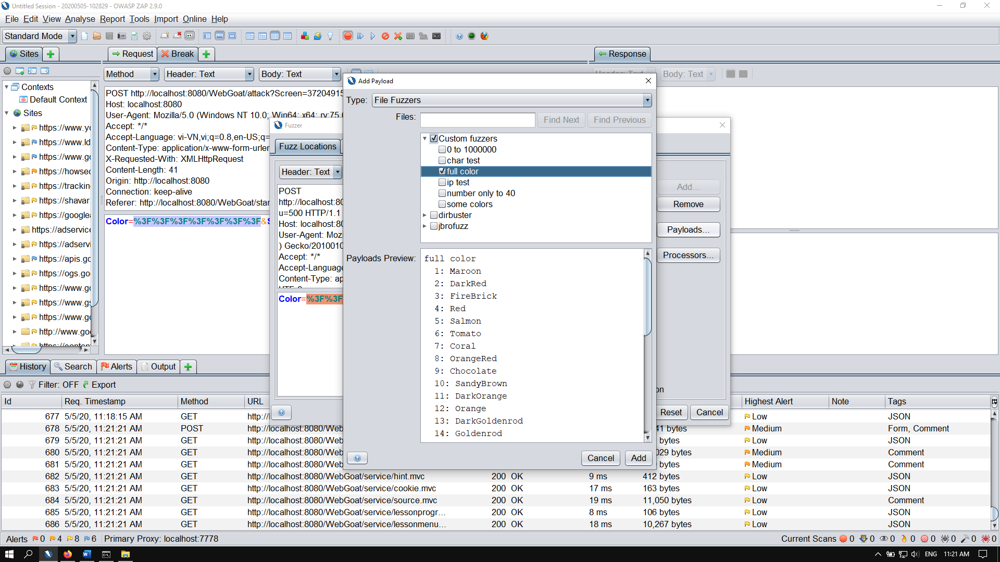 Untitled Session - 20200505-102829 - OWASP ZAP 2.9.0
File Edit View Analyse Report Tools Import Online Help
Standard Mode
Sites
Request
Break
Response
Method
Header: Text
Body: Text
Header: Text
Body: Text
Contexts
Default Context
Sites
https://www.yo
https://www.ld
https://www.go
https://howsec
https://trackin
https://shavar
https://googlea
https://adservice
https://adservi
https://apis.go
https://ogs.go
https://www.go
https://www.gs
https://www.go
http://www.goo
https://content
POST http://localhost:8080/WebGoat/attack?Screen=37204915
Host: localhost:8080
User-Agent: Mozilla/5.0 (Windows NT 10.0; Win64; x64; rv:75.0
Accept: */*
Accept-Language: vi-VN,vi;q=0.8,en-US;q=
Content-Type: application/x-www-form-urlen
X-Requested-With: XMLHttpRequest
Content-Length: 41
Origin: http://localhost:8080
Connection: keep-alive
Referer: http://localhost:8080/WebGoat/star
Color=%3F%3F%3F%3F%3F%3F%3F&S
Fuzzer
Fuzz Locations
Header: Text
POST
http://localhost:80
u=500 HTTP/1.1
Host: localhost:80
User-Agent: Mozi
) Gecko/2010010
Accept: */*
Accept-Language
Content-Type: ap
UTF-8
Color=%3F%3F
Add...
Remove
Payloads...
Processors...
on
Reset
Cancel
Add Payload
Type: File Fuzzers
Files:
Find Next
Find Previous
Custom fuzzers
0 to 1000000
char test
full color
ip test
number only to 40
some colors
dirbuster
jbrofuzz
Payloads Preview:
full color
1: Maroon
2: DarkRed
3: FireBrick
4: Red
5: Salmon
6: Tomato
7: Coral
8: OrangeRed
9: Chocolate
10: SandyBrown
11: DarkOrange
12: Orange
13: DarkGoldenrod
14: Goldenrod
Cancel
Add
History
Search
Alerts
Output
Filter: OFF
Export
Id Req. Timestamp Method URL Highest Alert Note Tags
677 5/5/20, 11:18:15 AM GET http://l Low JSON
678 5/5/20, 11:21:21 AM POST http://localhost:8080/Web 41 bytes Medium Form, Comment
679 5/5/20, 11:21:21 AM GET http://localhost:8080/Web bytes Low JSON
680 5/5/20, 11:21:21 AM GET http://localhost:8080/Web 029 bytes Medium Comment
681 5/5/20, 11:21:21 AM GET http://localhost:8080/Web bytes Medium Comment
682 5/5/20, 11:21:21 AM GET http://localhost:8080/WebGoat/service/hint.mvc 200 OK 9 ms 412 bytes Low JSON
683 5/5/20, 11:21:21 AM GET http://localhost:8080/WebGoat/service/cookie.mvc 200 OK 17 ms 163 bytes Low JSON
684 5/5/20, 11:21:21 AM GET http://localhost:8080/WebGoat/service/source.mvc 200 OK 19 ms 11,050 bytes Low Comment
685 5/5/20, 11:21:21 AM GET http://localhost:8080/WebGoat/service/lessonprogr... 200 OK 8 ms 106 bytes Low JSON
686 5/5/20, 11:21:21 AM GET http://localhost:8080/WebGoat/service/lessonmenu... 200 OK 18 ms 10,267 bytes Low JSON
Alerts 0 4 8 6 Primary Proxy: localhost:7778
Current Scans 0 0 0 0 0 0 0 0
ENG 11:21 AM